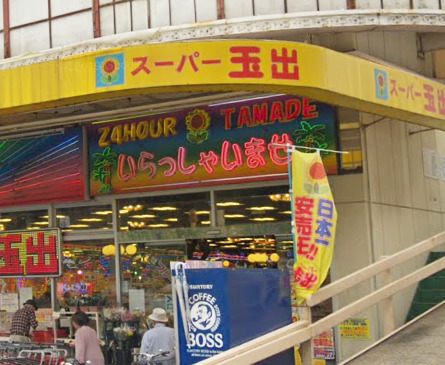 スーパー 玉出
スーパー玉出
24HOUR TAMADE
いらっしゃいませ
日本一
安売王!!
玉出
SUNTORY
COFFEE
BOSS